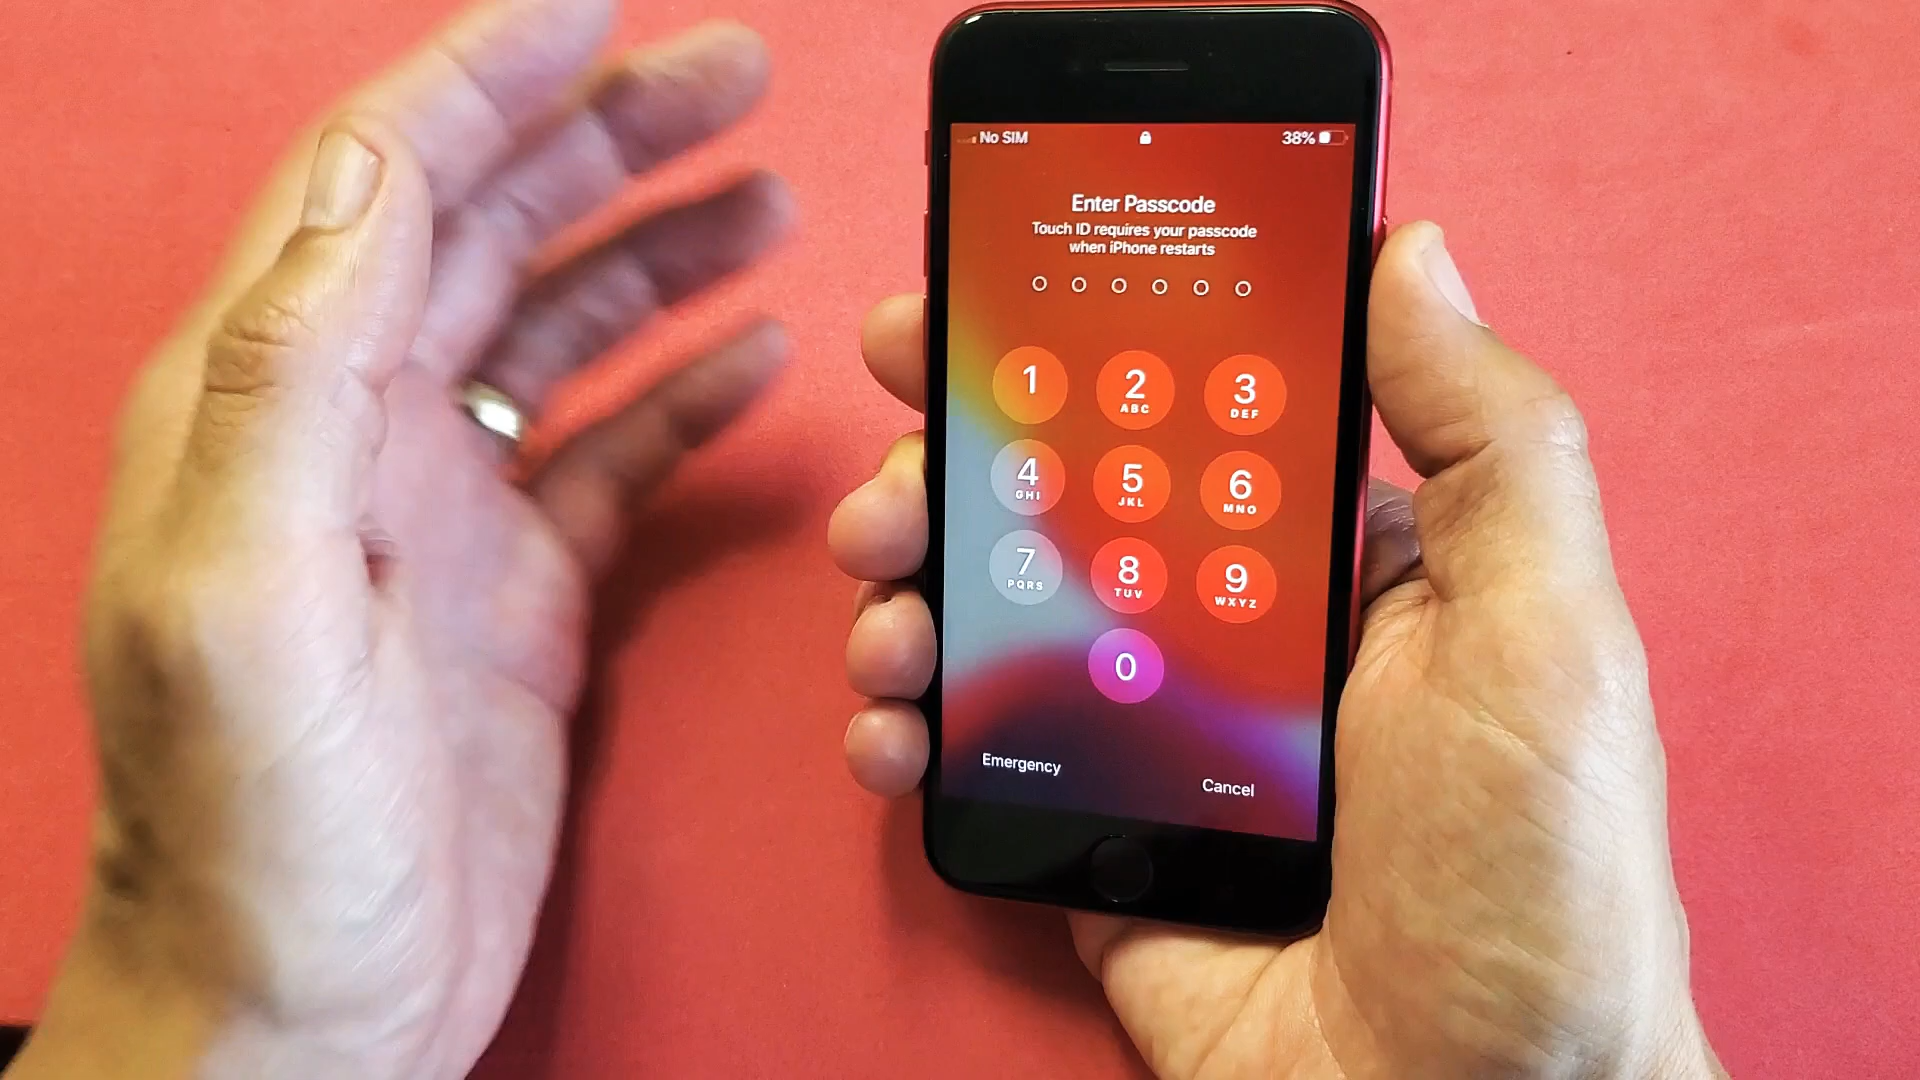 No SIM 38%
Enter Passcode
Touch ID requires your passcode
when iPhone restarts
1 2 3
ABC DEF
4 5 6
GHI JKL MNO
7 8 9
PQRS TUV WXYZ
0
Emergency
Cancel